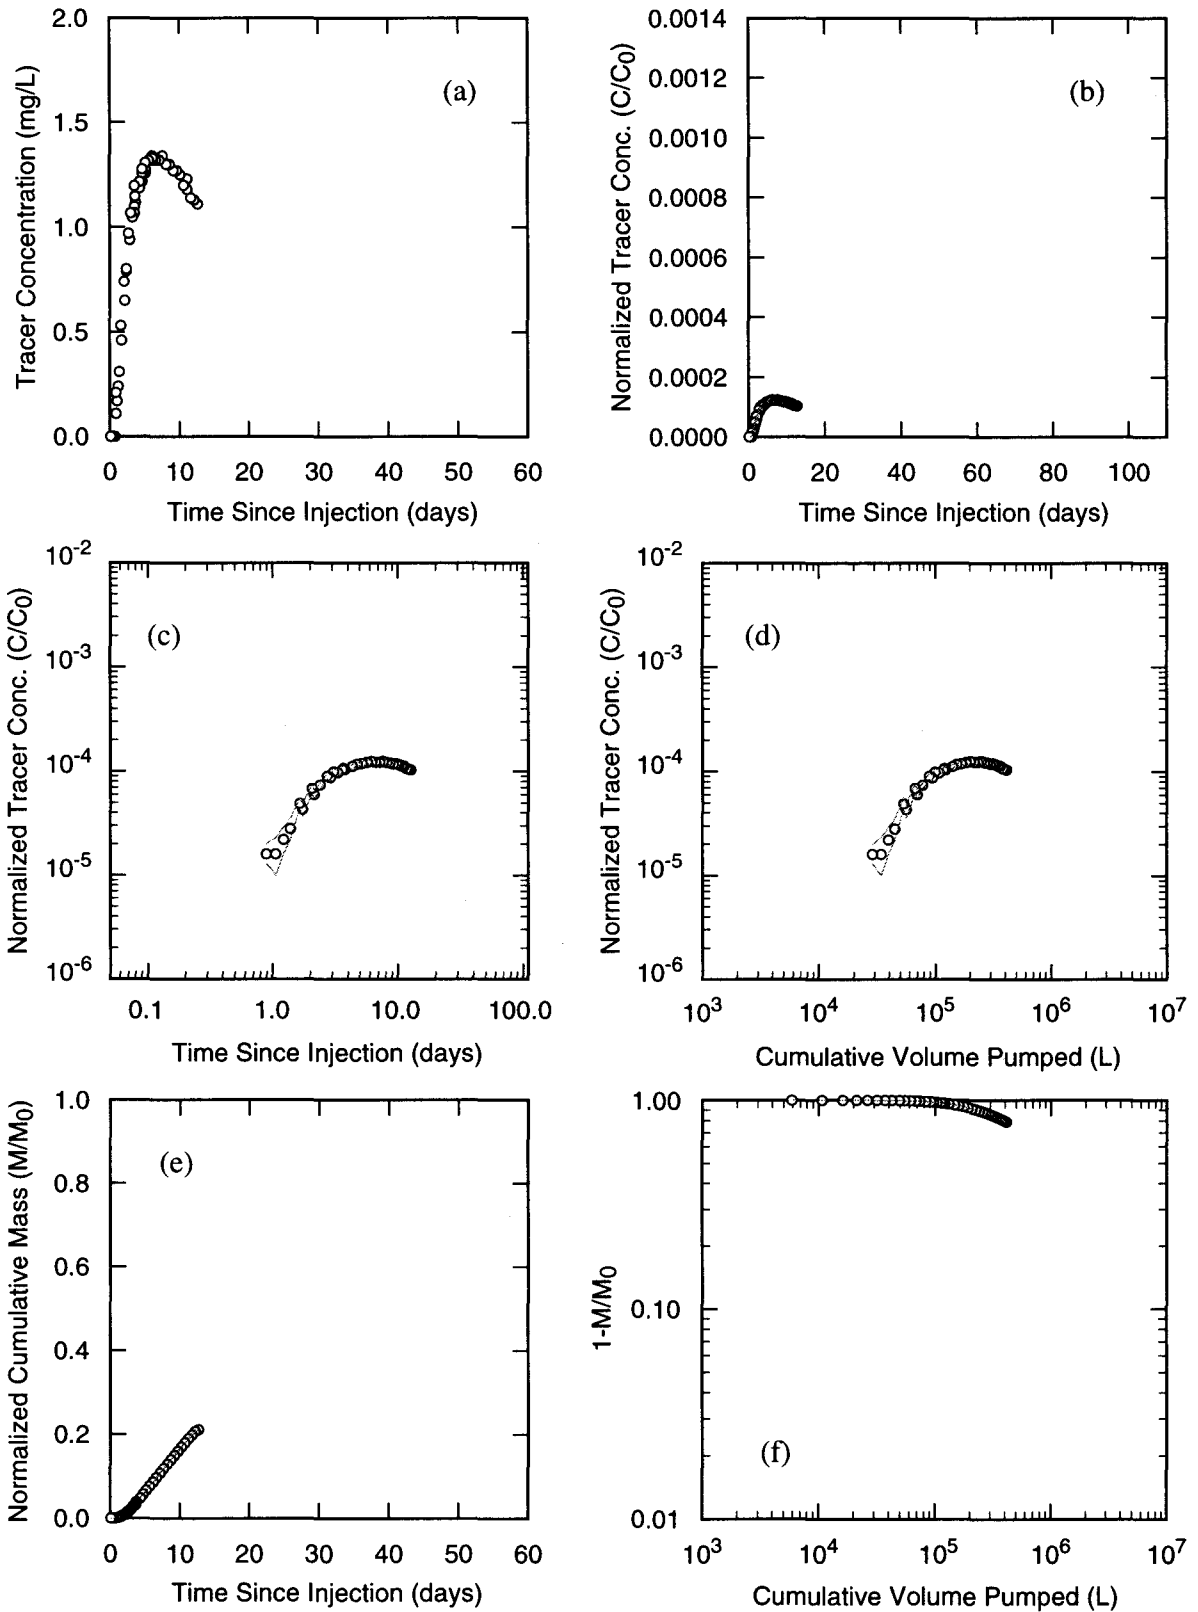 Tracer Concentration (mg/L)
2.0
1.5
1.0
0.5
0.0
(a)
0 10 20 30 40 50 60
Time Since Injection (days)
Normalized Tracer Conc. (C/C0)
0.0014
0.0012
0.0010
0.0008
0.0006
0.0004
0.0002
0.0000
(b)
0 20 40 60 80 100
Time Since Injection (days)
Normalized Tracer Conc. (C/C0)
10-2
10-3
10-4
10-5
10-6
(c)
0.1 1.0 10.0 100.0
Time Since Injection (days)
Normalized Tracer Conc. (C/C0)
10-2
10-3
10-4
10-5
10-6
(d)
103 104 105 106 107
Cumulative Volume Pumped (L)
Normalized Cumulative Mass (M/M0)
1.0
0.8
0.6
0.4
0.2
0.0
(e)
0 10 20 30 40 50 60
Time Since Injection (days)
1-M/M0
1.00
0.10
0.01
(f)
103 104 105 106 107
Cumulative Volume Pumped (L)